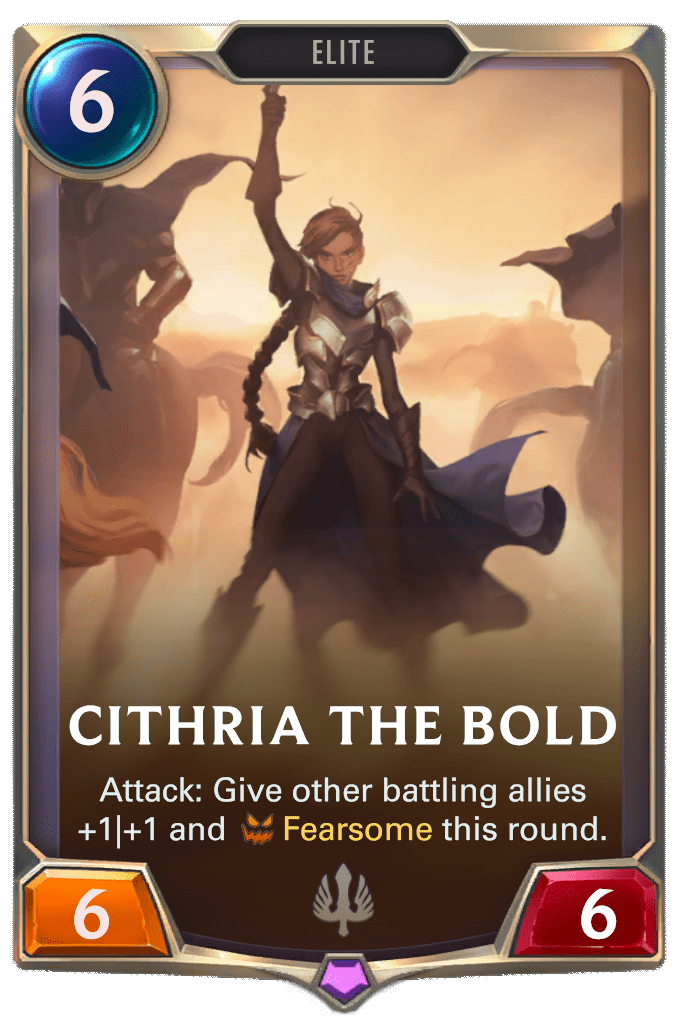 ELITE
6
CITHRIA THE BOLD
Attack: Give other battling allies
+1|+1 and Fearsome this round.
6
6